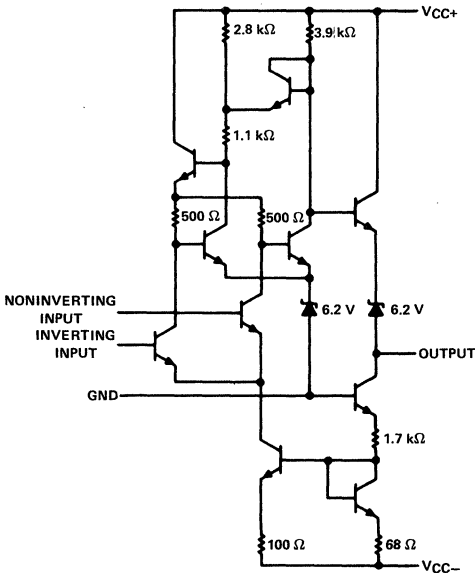 VCC+
2.8 kΩ
3.9 kΩ
1.1 kΩ
500 Ω
500 Ω
NONINVERTING
INPUT
6.2 V
6.2 V
INVERTING
INPUT
OUTPUT
GND
1.7 kΩ
100 Ω
68 Ω
VCC−